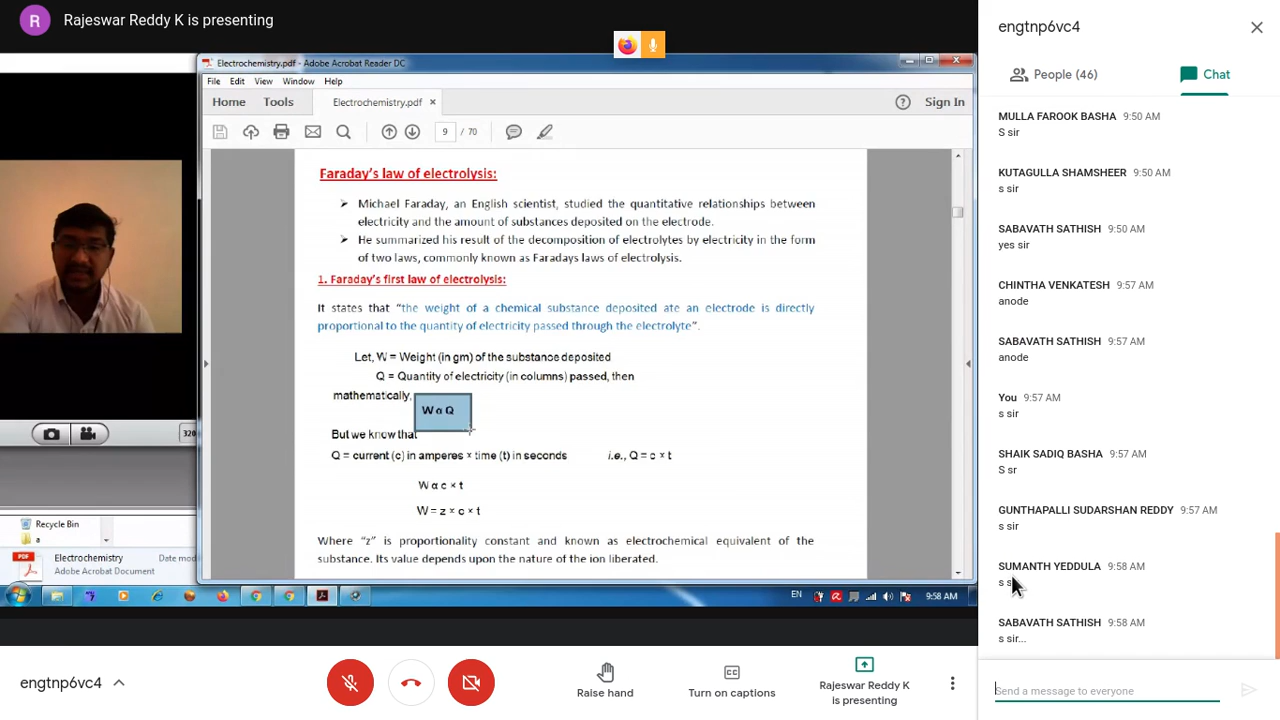 R
Rajeswar Reddy K is presenting
Electrochemistry.pdf - Adobe Acrobat Reader DC
File Edit View Window Help
Home Tools Electrochemistry.pdf × ? Sign In
9 / 70
Faraday's law of electrolysis:
Michael Faraday, an English scientist, studied the quantitative relationships between
electricity and the amount of substances deposited on the electrode.
He summarized his result of the decomposition of electrolytes by electricity in the form
of two laws, commonly known as Faradays laws of electrolysis.
1. Faraday's first law of electrolysis:
It states that “the weight of a chemical substance deposited ate an electrode is directly
proportional to the quantity of electricity passed through the electrolyte”.
Let, W = Weight (in gm) of the substance deposited
Q = Quantity of electricity (in columns) passed, then
mathematically,
W α Q
But we know that
Q = current (c) in amperes × time (t) in seconds i.e., Q = c × t
W α c × t
W = z × c × t
Where “z” is proportionality constant and known as electrochemical equivalent of the
substance. Its value depends upon the nature of the ion liberated.
320
Recycle Bin
a
PDF
Electrochemistry Date mod
Adobe Acrobat Document
EN 9:58 AM
engtnp6vc4
Raise hand
Turn on captions
Rajeswar Reddy K
is presenting
engtnp6vc4
People (46) Chat
MULLA FAROOK BASHA 9:50 AM
S sir
KUTAGULLA SHAMSHEER 9:50 AM
s sir
SABAVATH SATHISH 9:50 AM
yes sir
CHINTHA VENKATESH 9:57 AM
anode
SABAVATH SATHISH 9:57 AM
anode
You 9:57 AM
s sir
SHAIK SADIQ BASHA 9:57 AM
S sr
GUNTHAPALLI SUDARSHAN REDDY 9:57 AM
s sir
SUMANTH YEDDULA 9:58 AM
s
SABAVATH SATHISH 9:58 AM
s sir...
Send a message to everyone